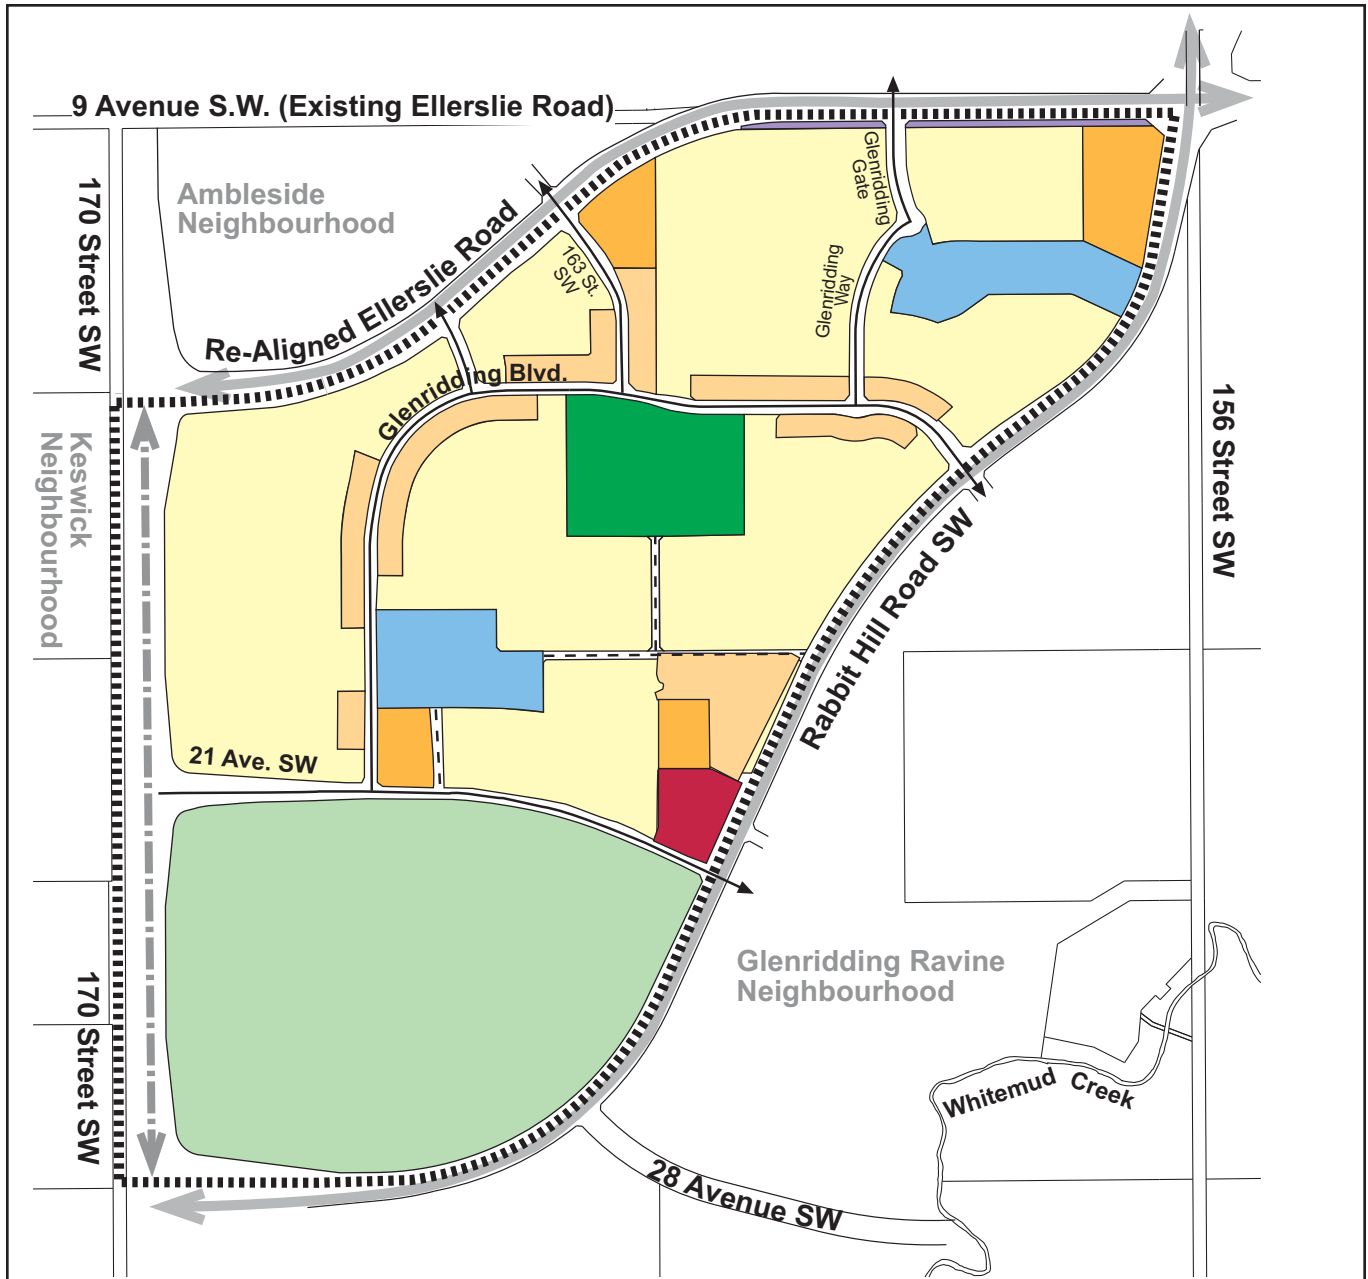 9 Avenue S.W. (Existing Ellerslie Road)
Ambleside
Neighbourhood
170 Street SW
Re-Aligned Ellerslie Road
163 St.
SW
Glenridding
Gate
Glenridding
Way
Glenridding Blvd.
Keswick
Neighbourhood
156 Street SW
Rabbit Hill Road SW
21 Ave. SW
170 Street SW
Glenridding Ravine
Neighbourhood
Whitemud Creek
28 Avenue SW